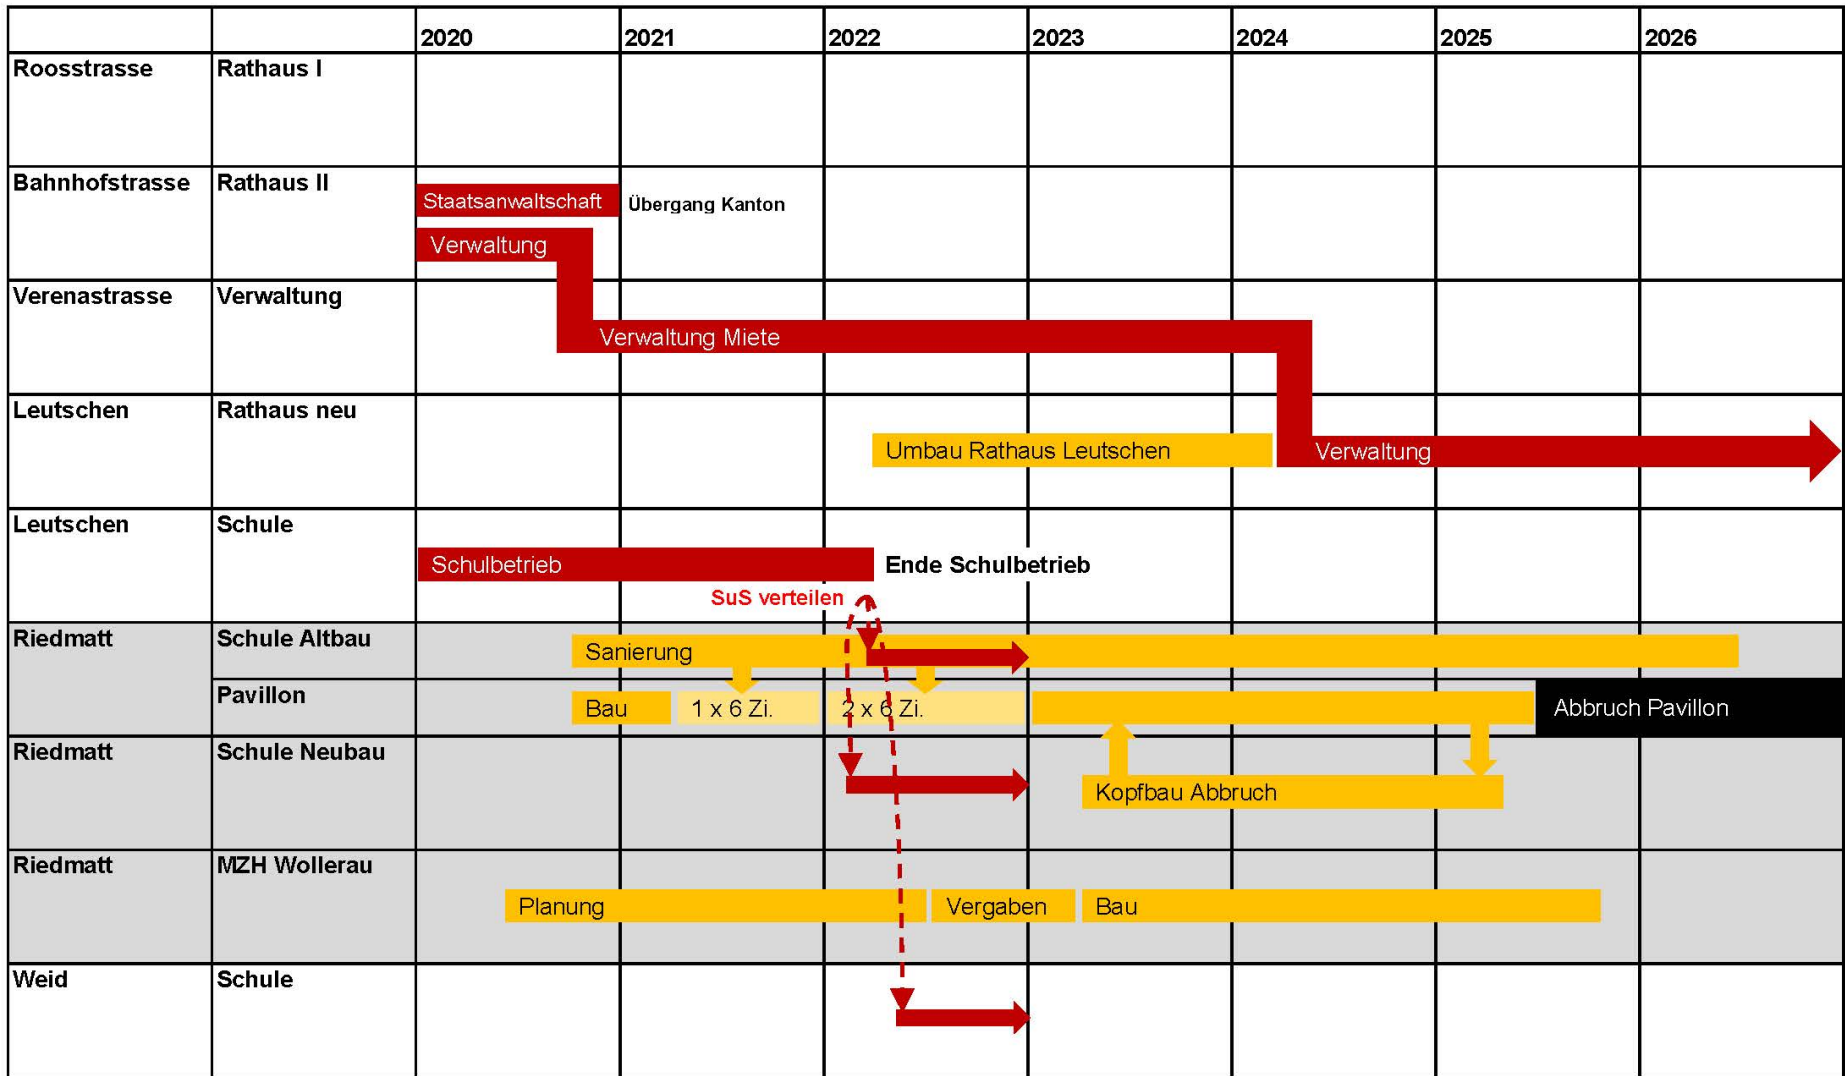 2020 2021 2022 2023 2024 2025 2026
Roosstrasse Rathaus I
Bahnhofstrasse Rathaus II
Staatsanwaltschaft Übergang Kanton
Verwaltung
Verenastrasse Verwaltung
Verwaltung Miete
Leutschen Rathaus neu
Umbau Rathaus Leutschen Verwaltung
Leutschen Schule
Schulbetrieb Ende Schulbetrieb
SuS verteilen
Riedmatt Schule Altbau
Sanierung
Pavillon
Bau 1 x 6 Zi. 2 x 6 Zi. Abbruch Pavillon
Riedmatt Schule Neubau
Kopfbau Abbruch
Riedmatt MZH Wollerau
Planung Vergaben Bau
Weid Schule